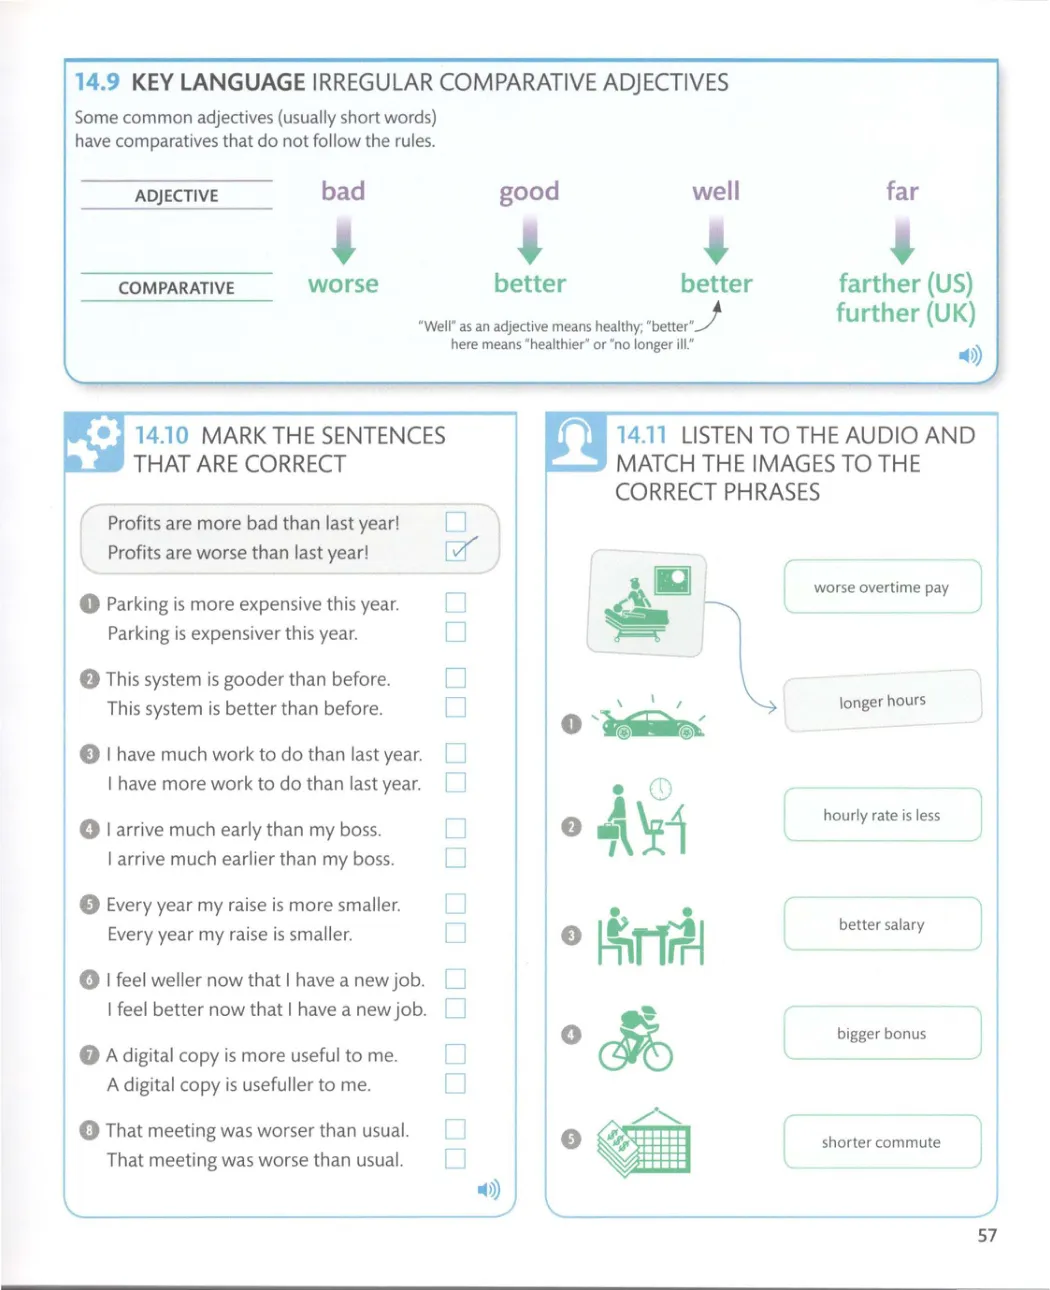 14.9 KEY LANGUAGE IRREGULAR COMPARATIVE ADJECTIVES
Some common adjectives (usually short words)
have comparatives that do not follow the rules.
ADJECTIVE bad good well far
COMPARATIVE worse better better farther (US)
further (UK)
"Well" as an adjective means healthy; "better"
here means "healthier" or "no longer ill."
14.10 MARK THE SENTENCES
THAT ARE CORRECT
Profits are more bad than last year!
Profits are worse than last year!
1 Parking is more expensive this year.
Parking is expensiver this year.
2 This system is gooder than before.
This system is better than before.
3 I have much work to do than last year.
I have more work to do than last year.
4 I arrive much early than my boss.
I arrive much earlier than my boss.
5 Every year my raise is more smaller.
Every year my raise is smaller.
6 I feel weller now that I have a new job.
I feel better now that I have a new job.
7 A digital copy is more useful to me.
A digital copy is usefuller to me.
8 That meeting was worser than usual.
That meeting was worse than usual.
14.11 LISTEN TO THE AUDIO AND
MATCH THE IMAGES TO THE
CORRECT PHRASES
worse overtime pay
longer hours
1
hourly rate is less
2
better salary
3
bigger bonus
4
shorter commute
5
$ $ $
57